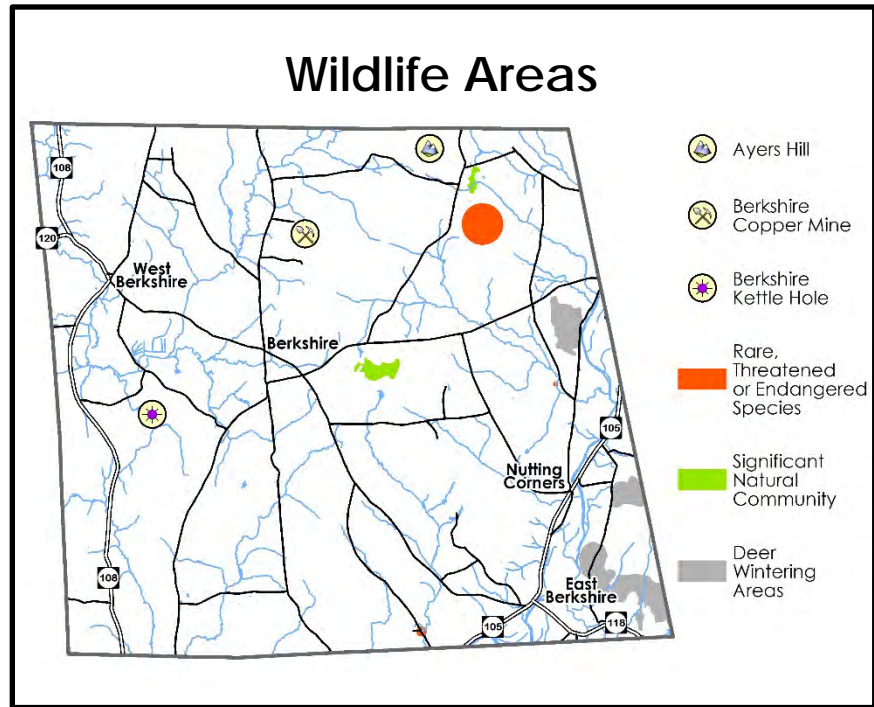 Wildlife Areas
108
120
West
Berkshire
Berkshire
105
Nutting
Corners
108
East
Berkshire
105
118
Ayers Hill
Berkshire
Copper Mine
Berkshire
Kettle Hole
Rare,
Threatened
or Endangered
Species
Significant
Natural
Community
Deer
Wintering
Areas